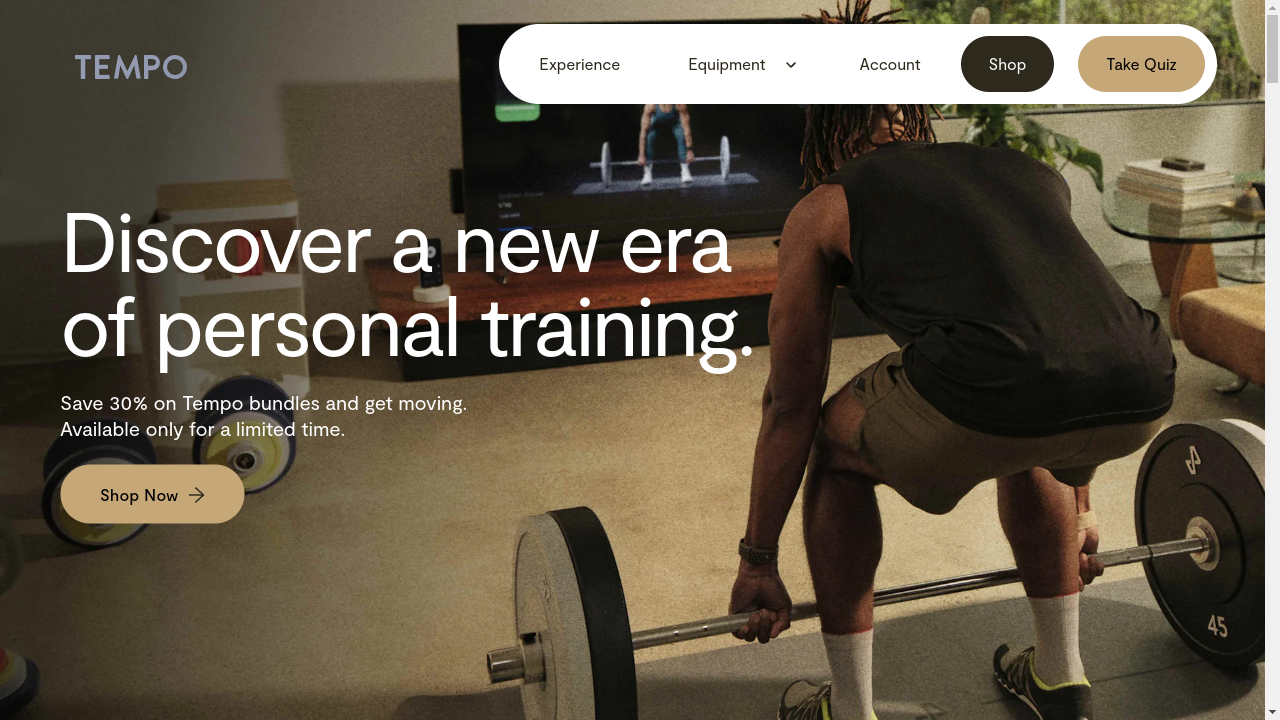 TEMPO
Experience
Equipment
Account
Shop
Take Quiz
Discover a new era
of personal training.
Save 30% on Tempo bundles and get moving.
Available only for a limited time.
Shop Now
45